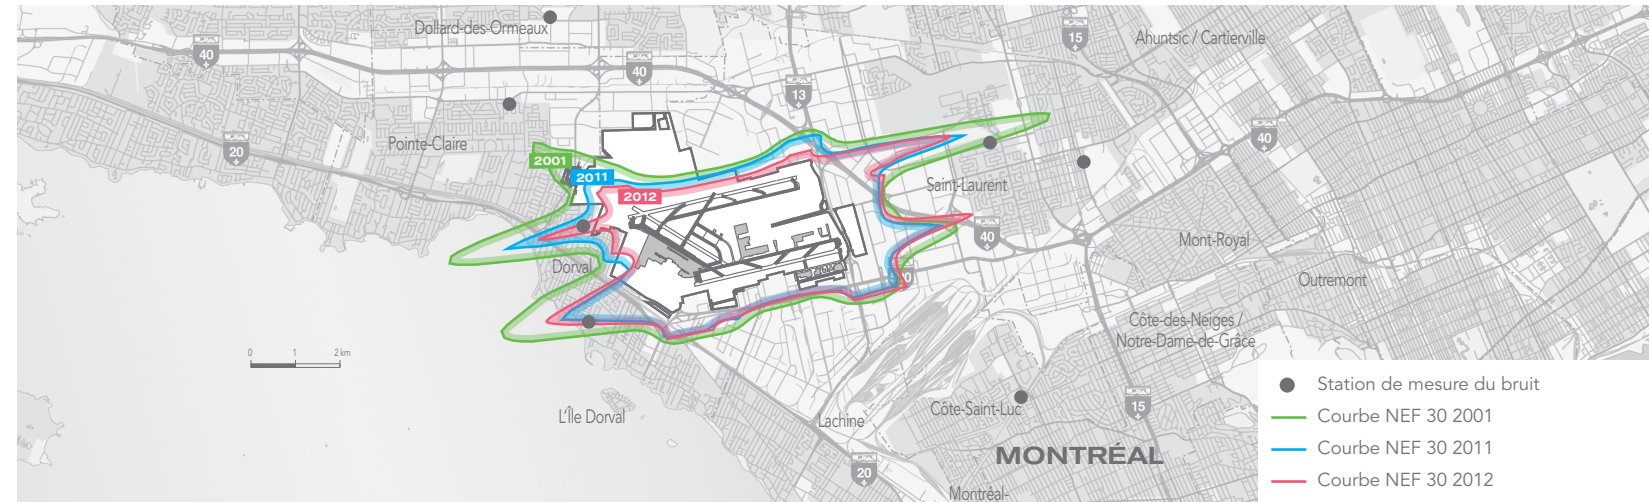 Dollard-des-Ormeaux
15
Ahuntsic / Cartierville
40
40
13
40
20
Pointe-Claire
2001
2011
2012
Saint-Laurent
40
Mont-Royal
Dorval
Outremont
Côte-des-Neiges /
Notre-Dame-de-Grâce
0 1 2 km
L'Île Dorval
Lachine
Côte-Saint-Luc
15
MONTRÉAL
20
Montréal-
Station de mesure du bruit
Courbe NEF 30 2001
Courbe NEF 30 2011
Courbe NEF 30 2012